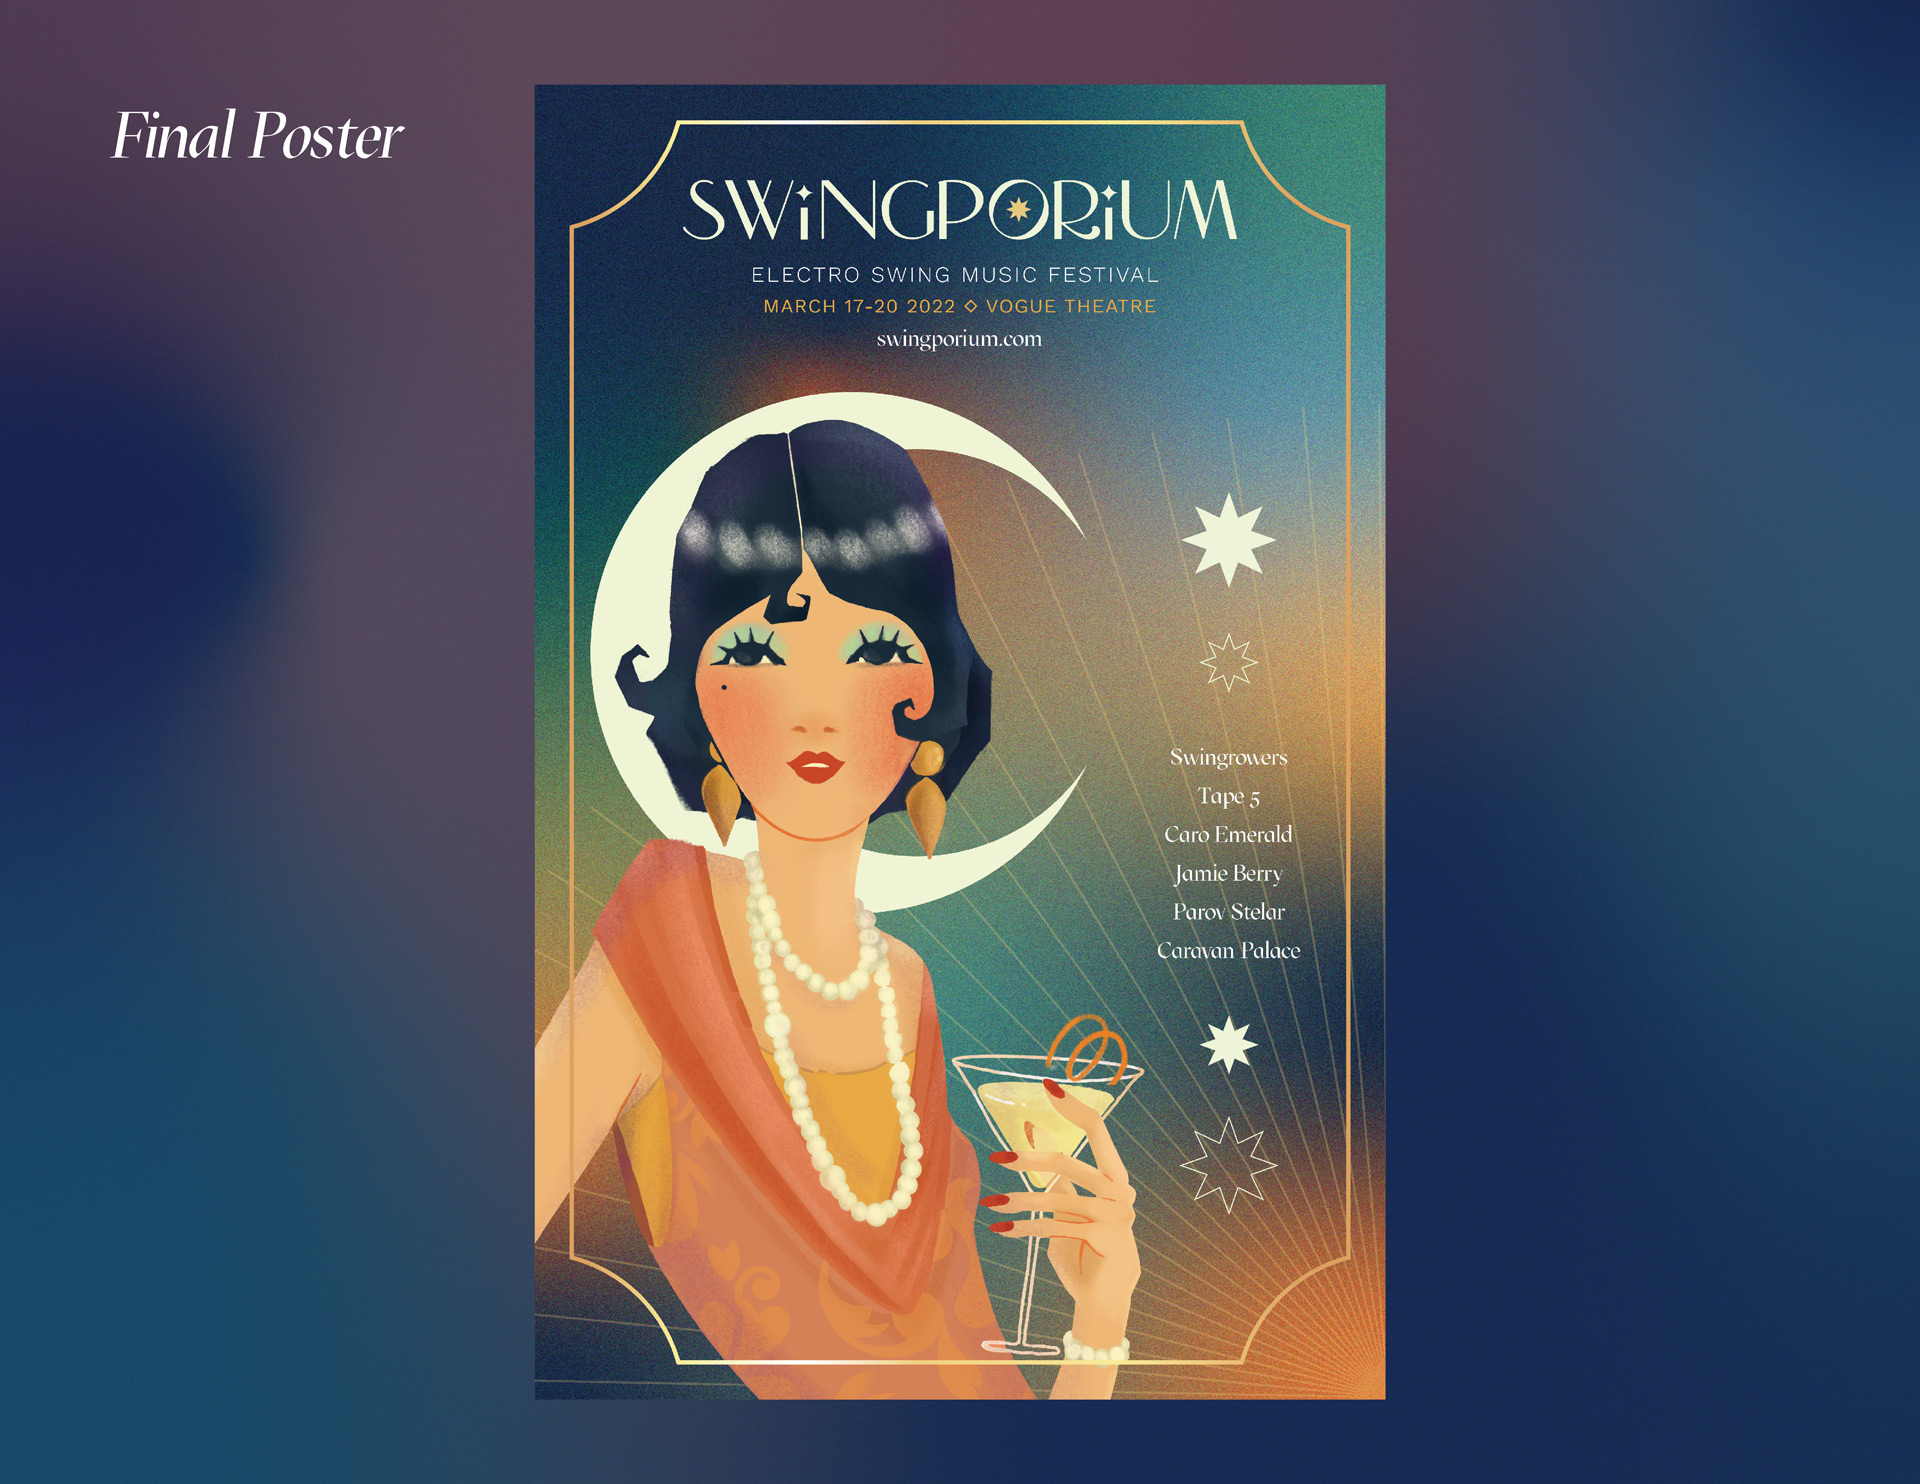 Final Poster
SWiNGPORiUM
ELECTRO SWING MUSIC FESTIVAL
MARCH 17-20 2022 ◇ VOGUE THEATRE
swingporium.com
Swingrowers
Tape 5
Caro Emerald
Jamie Berry
Parov Stelar
Caravan Palace